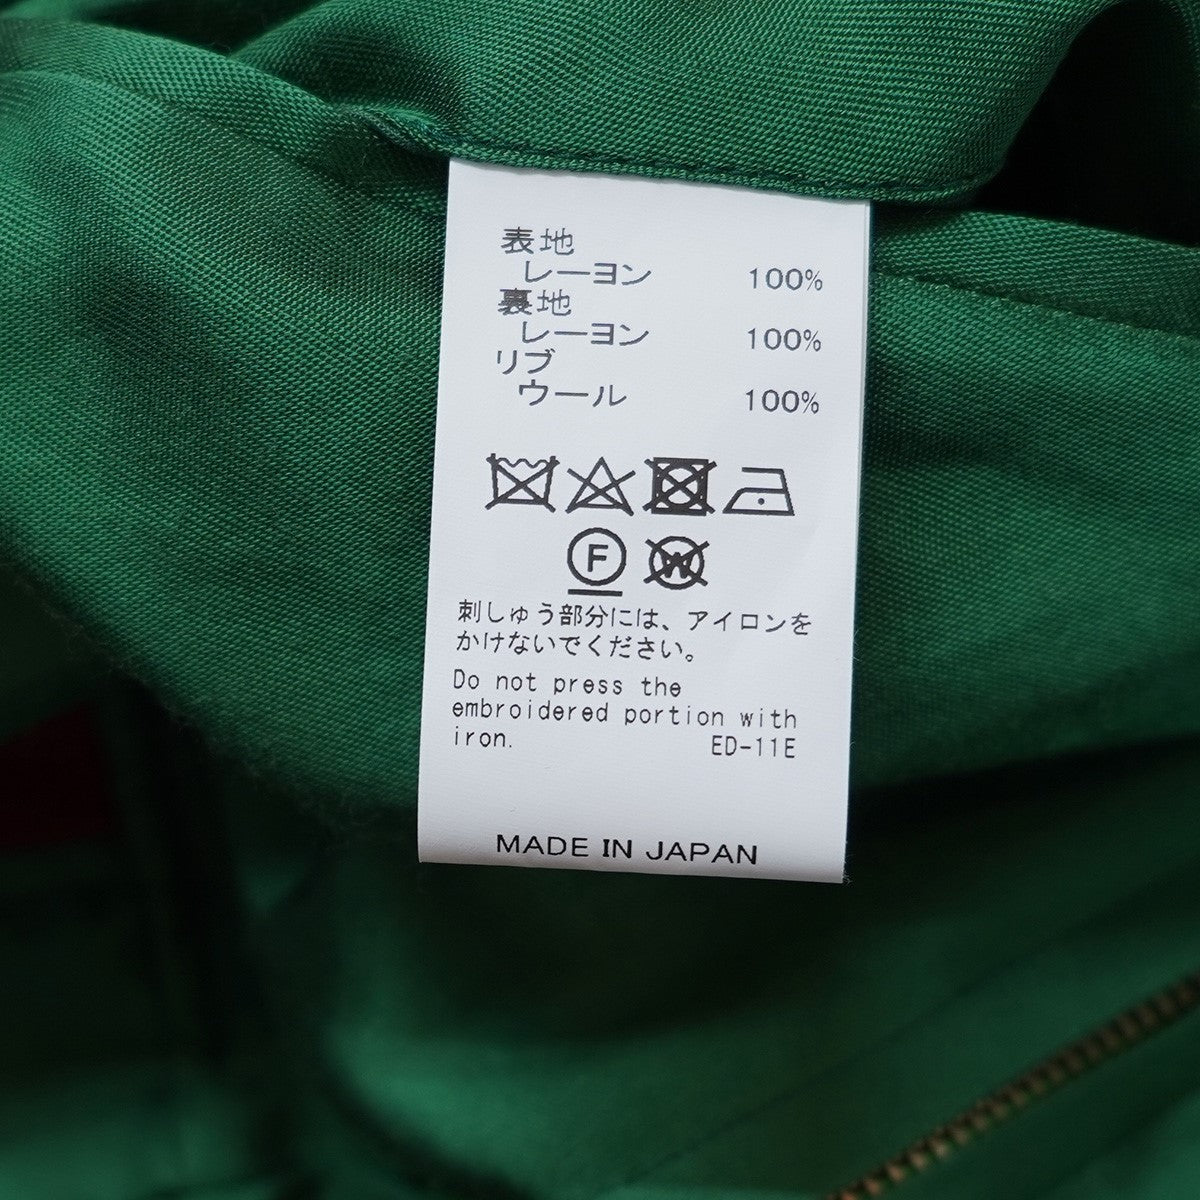 表地
レーヨン 100%
裏地
レーヨン 100%
リブ
ウール 100%
F W
刺しゅう部分には、アイロンを
かけないでください。
Do not press the
embroidered portion with
iron. ED-11E
MADE IN JAPAN